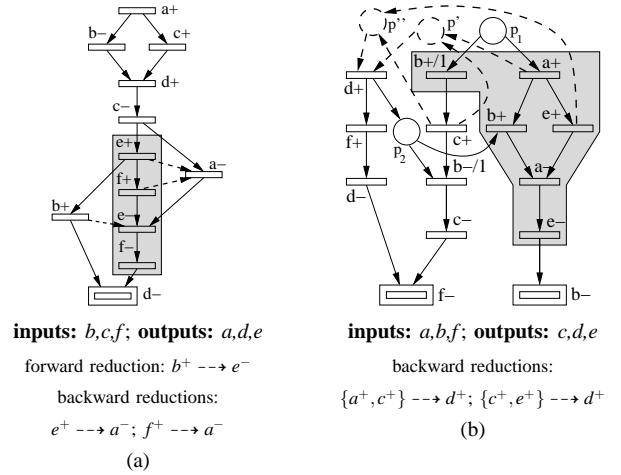 a+
b−
c+
d+
c−
e+
a−
f+
b+
e−
f−
d−
inputs: b,c,f; outputs: a,d,e
forward reduction: b⁺ --→ e⁻
backward reductions:
e⁺ --→ a⁻; f⁺ --→ a⁻
(a)
p''
p'
p₁
b+/1
a+
d+
b+
e+
f+
p₂
c+
b−/1
a−
d−
c−
e−
f−
b−
inputs: a,b,f; outputs: c,d,e
backward reductions:
{a⁺,c⁺} --→ d⁺; {c⁺,e⁺} --→ d⁺
(b)